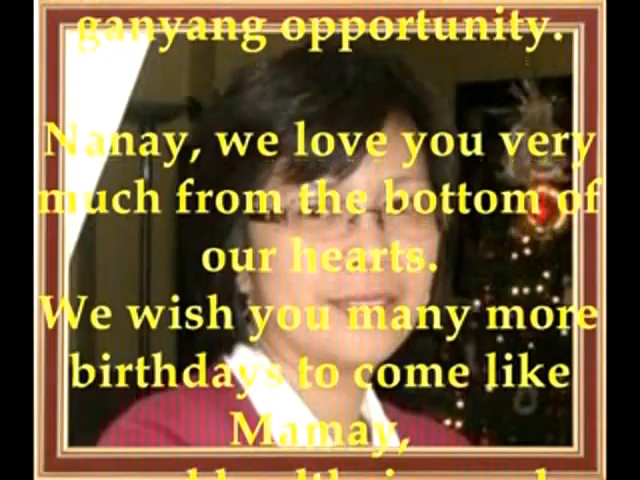 ganyang opportunity.
Nanay, we love you very
much from the bottom of
our hearts.
We wish you many more
birthdays to come like
Mamay,